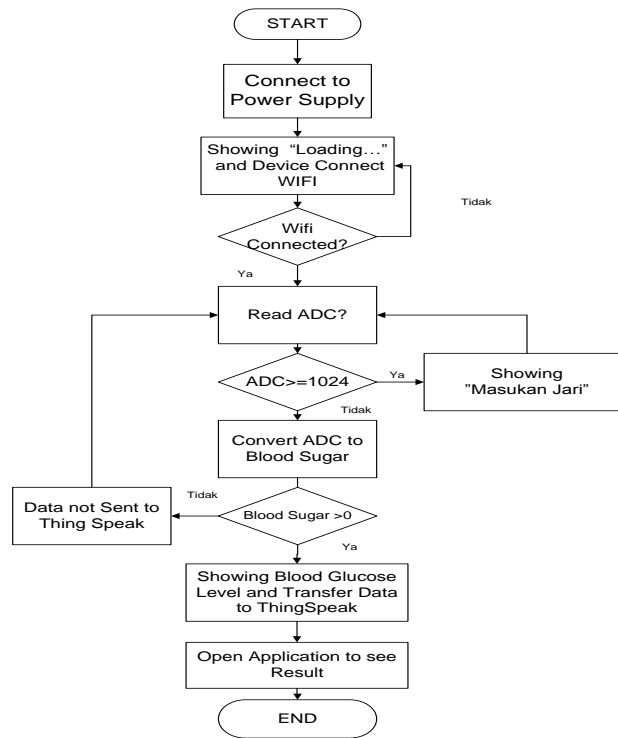 START
Connect to
Power Supply
Showing “Loading…”
and Device Connect
WIFI
Tidak
Wifi
Connected?
Ya
Read ADC?
ADC>=1024
Ya
Showing
"Masukan Jari"
Tidak
Convert ADC to
Blood Sugar
Data not Sent to
Thing Speak
Tidak
Blood Sugar >0
Ya
Showing Blood Glucose
Level and Transfer Data
to ThingSpeak
Open Application to see
Result
END